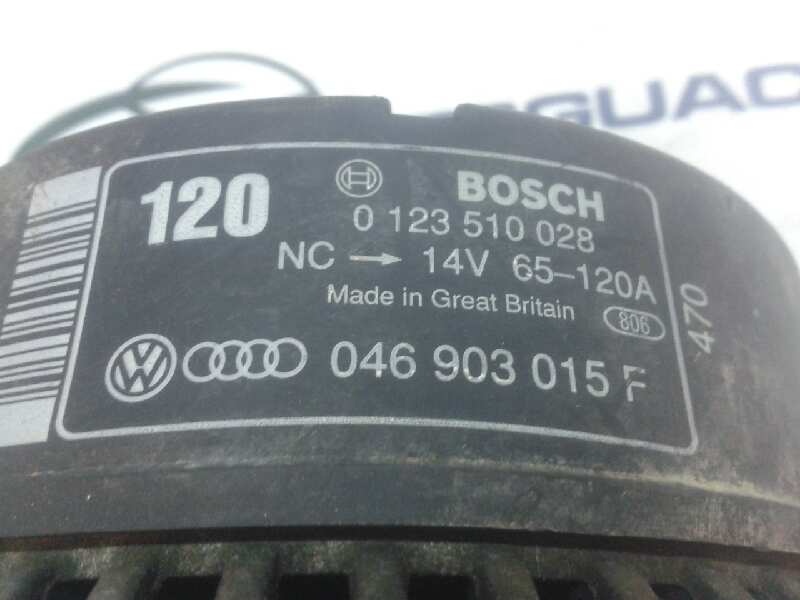 120
BOSCH
0 123 510 028
NC → 14V 65–120A
Made in Great Britain
806
470
046 903 015 F